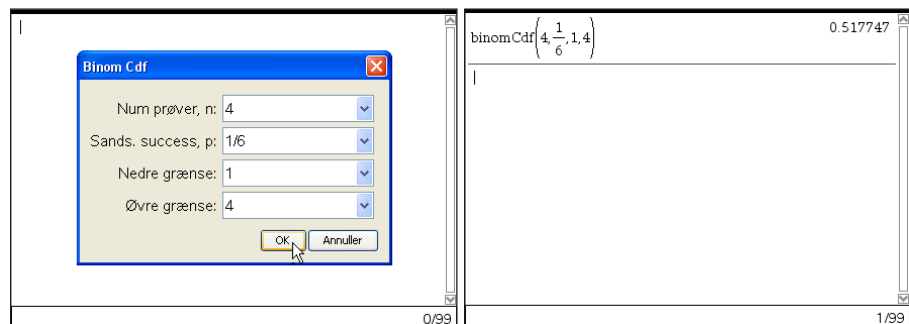 Binom Cdf
Num prøver, n: 4
Sands. success, p: 1/6
Nedre grænse: 1
Øvre grænse: 4
OK Annuller
0/99
binomCdf(4,1/6,1,4) 0.517747
1/99